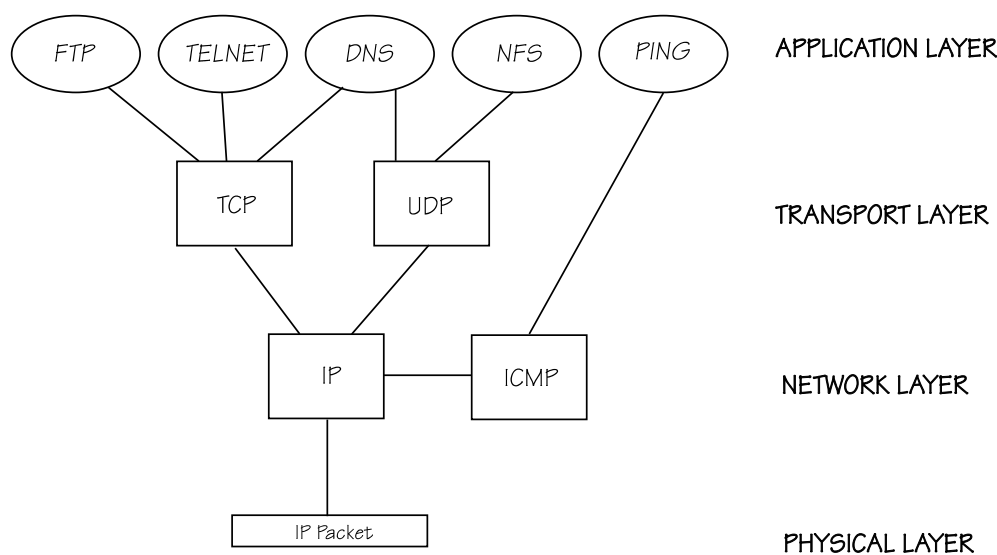 FTP TELNET DNS NFS PING APPLICATION LAYER
TCP UDP TRANSPORT LAYER
IP ICMP NETWORK LAYER
IP Packet PHYSICAL LAYER